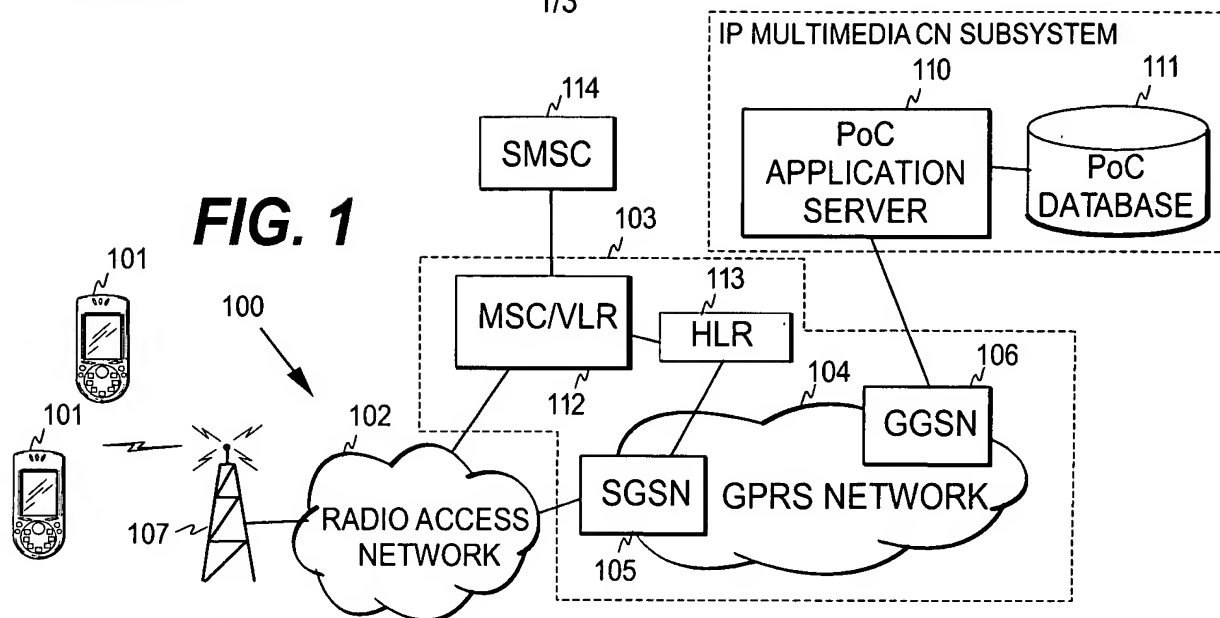 1/3
IP MULTIMEDIA CN SUBSYSTEM
110
111
114
PoC
APPLICATION
SERVER
PoC
DATABASE
SMSC
FIG. 1
103
101
113
100
MSC/VLR
HLR
104
106
112
101
102
GGSN
SGSN
GPRS NETWORK
RADIO ACCESS
NETWORK
107
105